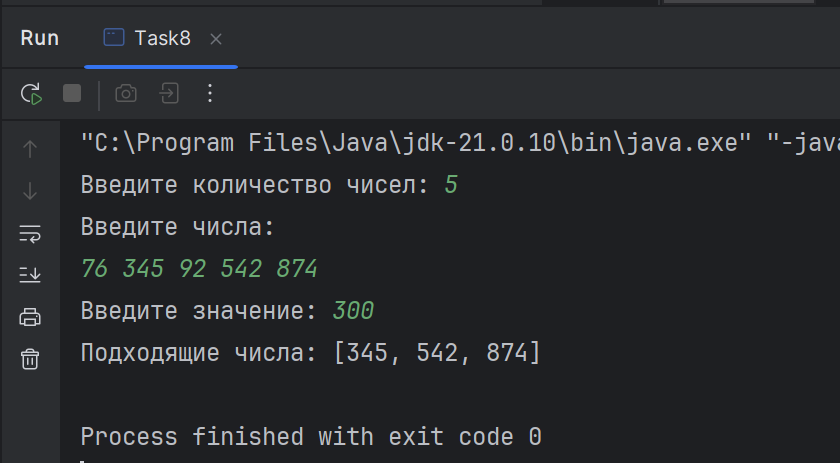 Run Task8
"C:\Program Files\Java\jdk-21.0.10\bin\java.exe" "-java
Введите количество чисел: 5
Введите числа:
76 345 92 542 874
Введите значение: 300
Подходящие числа: [345, 542, 874]
Process finished with exit code 0